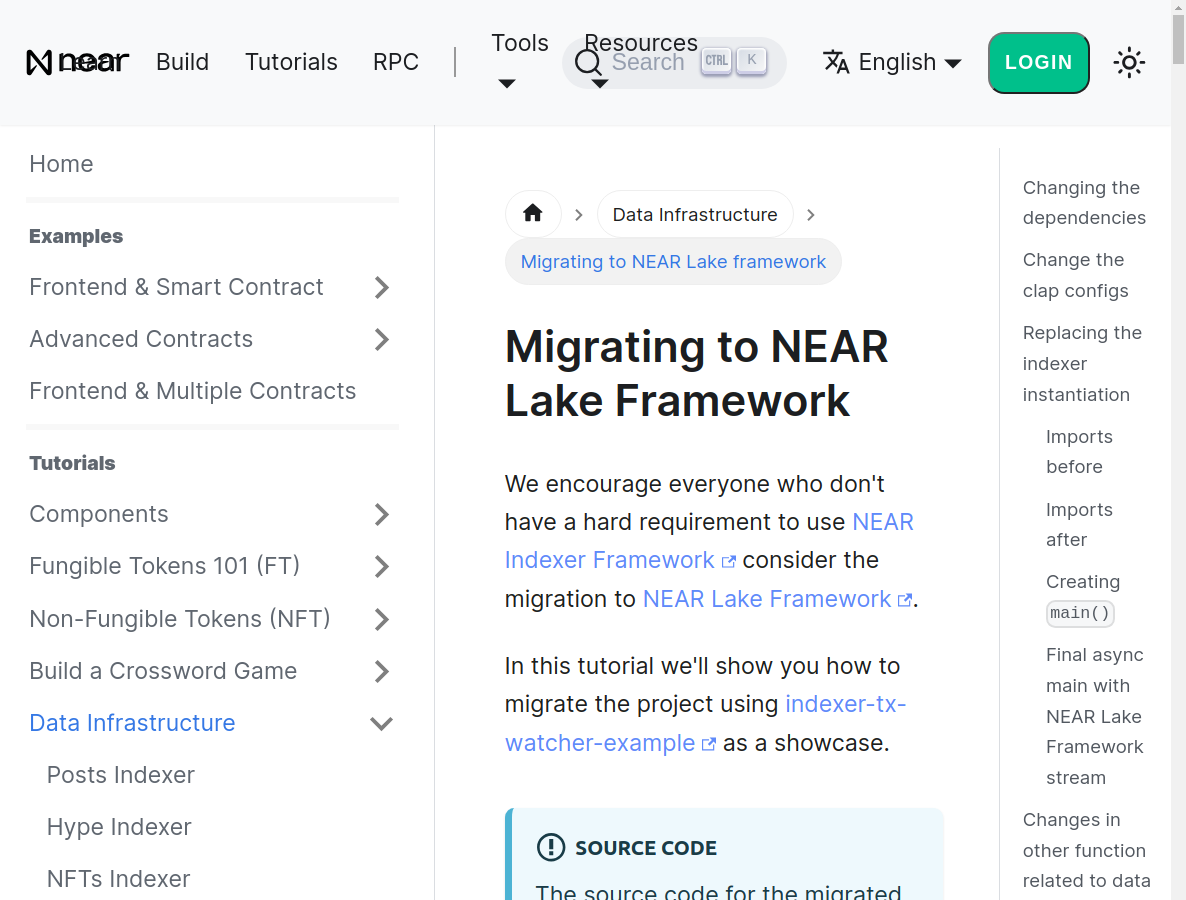 near
Learn
Build
Tutorials
RPC
Tools
Resources
Search
CTRL
K
English
LOGIN
Home
Examples
Frontend & Smart Contract
Advanced Contracts
Frontend & Multiple Contracts
Tutorials
Components
Fungible Tokens 101 (FT)
Non-Fungible Tokens (NFT)
Build a Crossword Game
Data Infrastructure
Posts Indexer
Hype Indexer
NFTs Indexer
Data Infrastructure
Migrating to NEAR Lake framework
Migrating to NEAR
Lake Framework
We encourage everyone who don't
have a hard requirement to use NEAR
Indexer Framework consider the
migration to NEAR Lake Framework.
In this tutorial we'll show you how to
migrate the project using indexer-tx-
watcher-example as a showcase.
SOURCE CODE
The source code for the migrated
Changing the
dependencies
Change the
clap configs
Replacing the
indexer
instantiation
Imports
before
Imports
after
Creating
main()
Final async
main with
NEAR Lake
Framework
stream
Changes in
other function
related to data